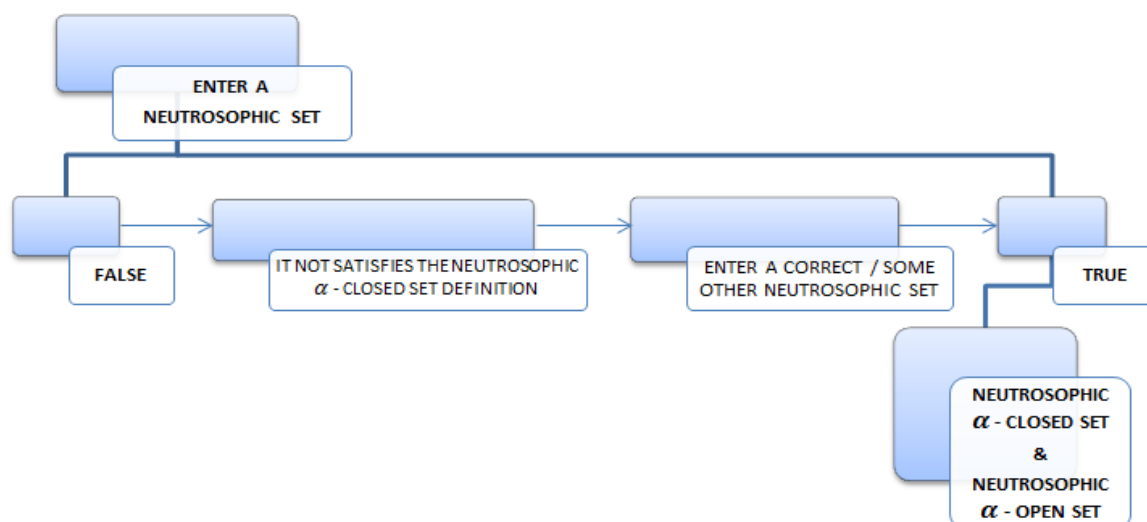 ENTER A
NEUTROSOPHIC SET
FALSE
IT NOT SATISFIES THE NEUTROSOPHIC
α - CLOSED SET DEFINITION
ENTER A CORRECT / SOME
OTHER NEUTROSOPHIC SET
TRUE
NEUTROSOPHIC
α - CLOSED SET
&
NEUTROSOPHIC
α - OPEN SET